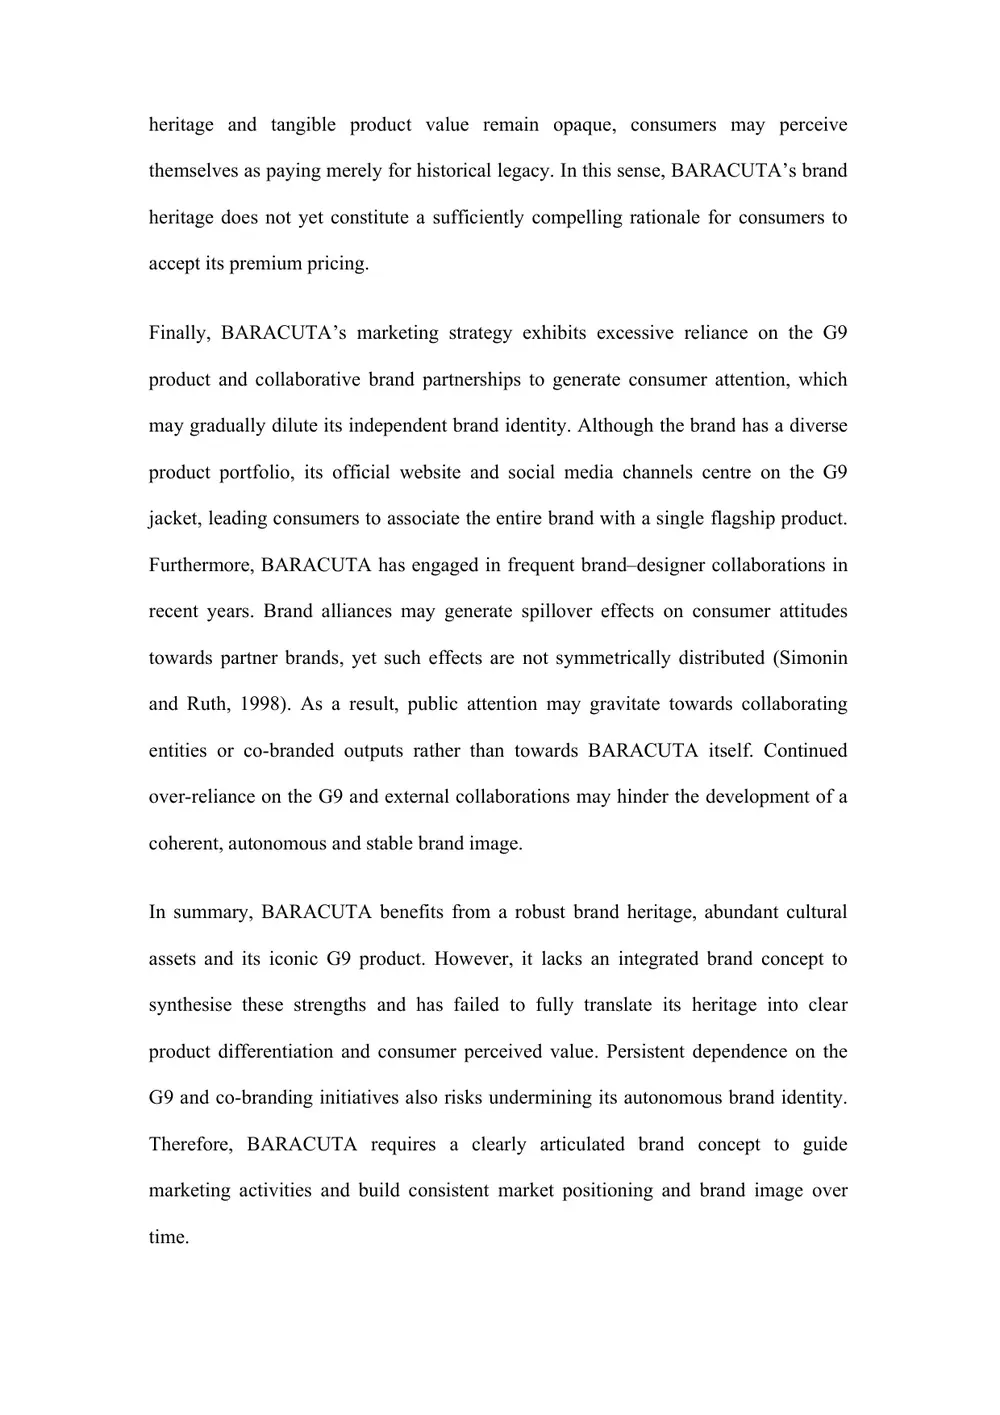 heritage and tangible product value remain opaque, consumers may perceive
themselves as paying merely for historical legacy. In this sense, BARACUTA’s brand
heritage does not yet constitute a sufficiently compelling rationale for consumers to
accept its premium pricing.
Finally, BARACUTA’s marketing strategy exhibits excessive reliance on the G9
product and collaborative brand partnerships to generate consumer attention, which
may gradually dilute its independent brand identity. Although the brand has a diverse
product portfolio, its official website and social media channels centre on the G9
jacket, leading consumers to associate the entire brand with a single flagship product.
Furthermore, BARACUTA has engaged in frequent brand–designer collaborations in
recent years. Brand alliances may generate spillover effects on consumer attitudes
towards partner brands, yet such effects are not symmetrically distributed (Simonin
and Ruth, 1998). As a result, public attention may gravitate towards collaborating
entities or co-branded outputs rather than towards BARACUTA itself. Continued
over-reliance on the G9 and external collaborations may hinder the development of a
coherent, autonomous and stable brand image.
In summary, BARACUTA benefits from a robust brand heritage, abundant cultural
assets and its iconic G9 product. However, it lacks an integrated brand concept to
synthesise these strengths and has failed to fully translate its heritage into clear
product differentiation and consumer perceived value. Persistent dependence on the
G9 and co-branding initiatives also risks undermining its autonomous brand identity.
Therefore, BARACUTA requires a clearly articulated brand concept to guide
marketing activities and build consistent market positioning and brand image over
time.